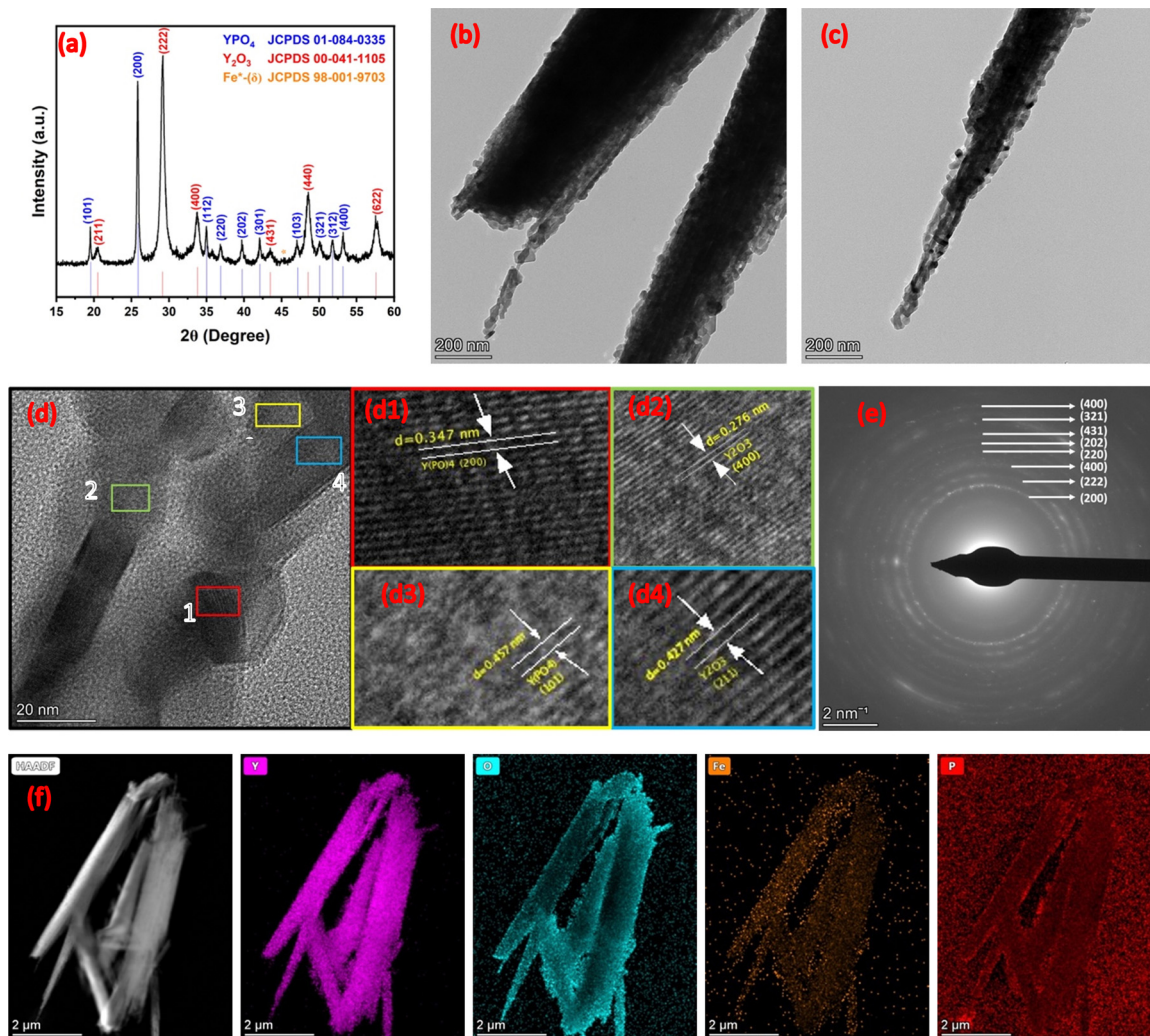 (a)
YPO₄ JCPDS 01-084-0335
Y₂O₃ JCPDS 00-041-1105
Fe*-(δ) JCPDS 98-001-9703
Intensity (a.u.)
(101)
(211)
(200)
(222)
(400)
(112)
(220)
(202)
(301)
(431)
*
(103)
(440)
(321)
(312)
(400)
(622)
15 20 25 30 35 40 45 50 55 60
2θ (Degree)
(b)
200 nm
(c)
200 nm
(d)
1
2
3
4
20 nm
(d1)
d=0.347 nm
Y(PO)4 (200)
(d2)
d=0.276 nm
Y2O3
(400)
(d3)
d=0.457 nm
Y(PO4)
(101)
(d4)
d=0.427nm
Y2O3
(211)
(e)
(400)
(321)
(431)
(202)
(220)
(400)
(222)
(200)
2 nm⁻¹
(f)
HAADF
2 µm
Y
2 µm
O
2 µm
Fe
2 µm
P
2 µm